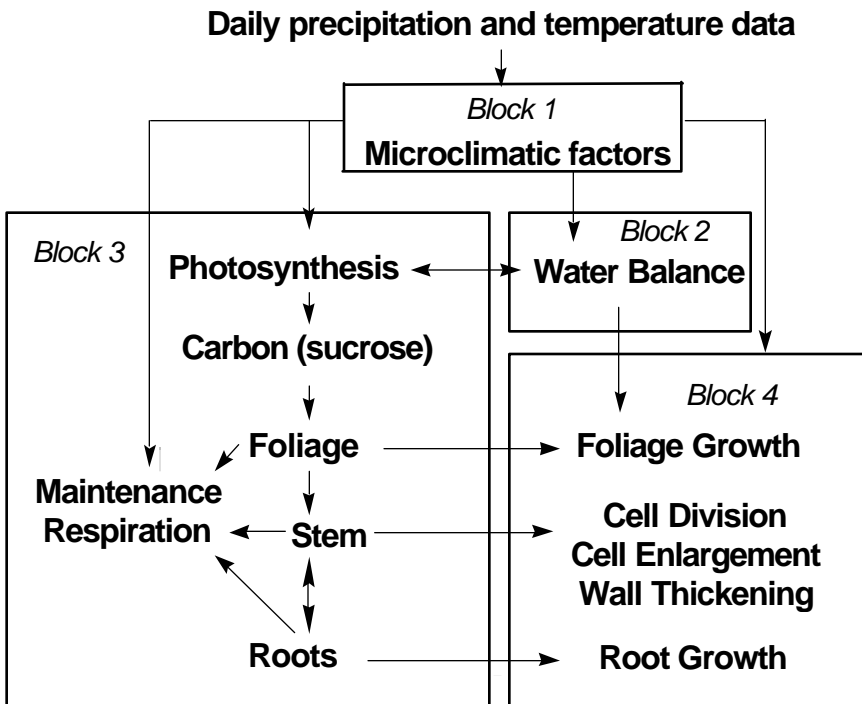 Daily precipitation and temperature data
Block 1
Microclimatic factors
Block 3
Block 2
Photosynthesis
Water Balance
Carbon (sucrose)
Block 4
Foliage
Foliage Growth
Maintenance
Respiration
Stem
Cell Division
Cell Enlargement
Wall Thickening
Roots
Root Growth